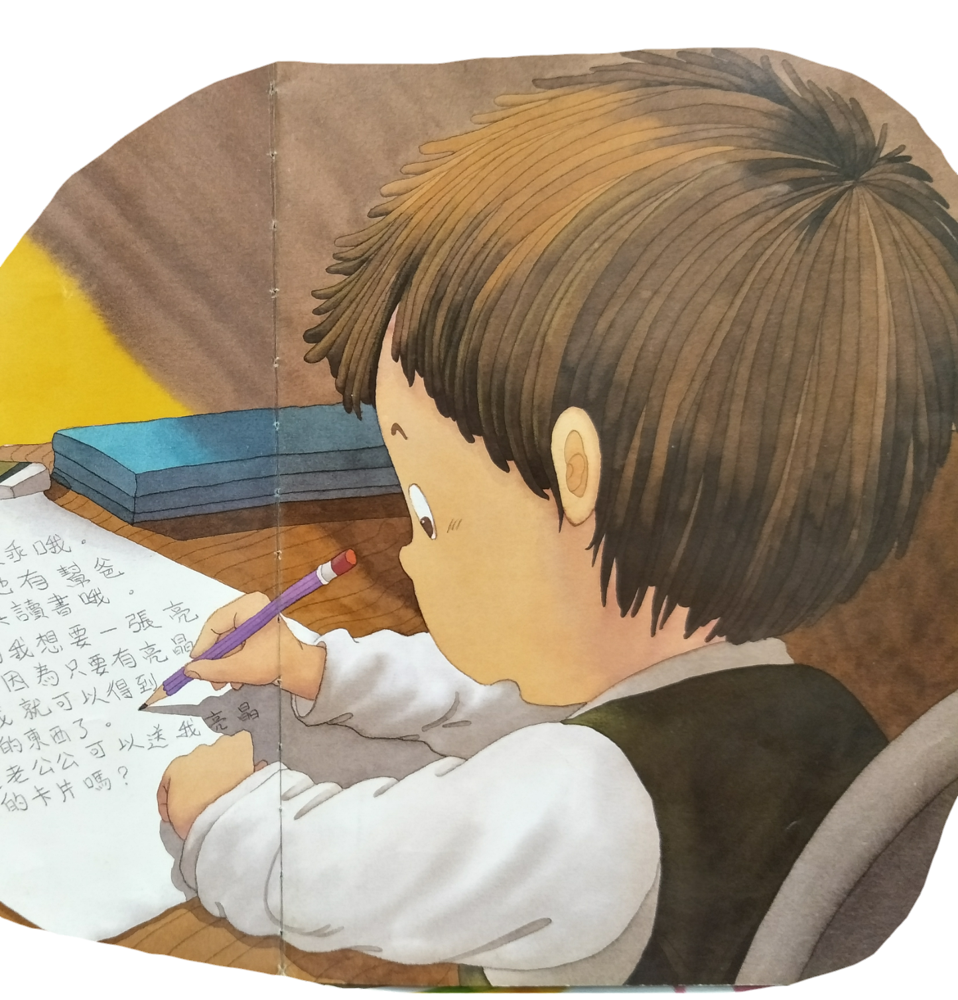 乖哦。
也有幫爸
讀書哦。
我想要一張亮
因為只要有亮晶
就可以得到
的東西了。
老公公可以送我亮晶
的卡片嗎？